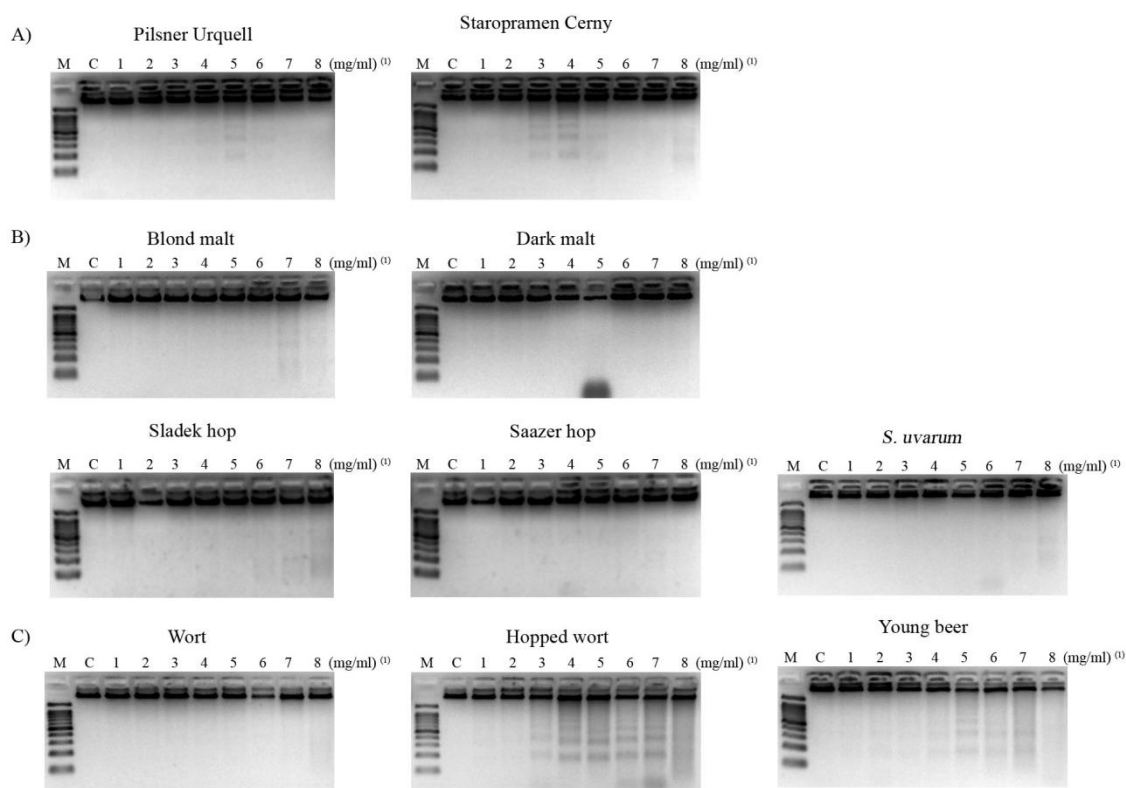 A)
Pilsner Urquell
Staropramen Cerny
M C 1 2 3 4 5 6 7 8 (mg/ml) (1)
M C 1 2 3 4 5 6 7 8 (mg/ml) (1)
B)
Blond malt
Dark malt
M C 1 2 3 4 5 6 7 8 (mg/ml) (1)
M C 1 2 3 4 5 6 7 8 (mg/ml) (1)
Sladek hop
Saazer hop
S. uvarum
M C 1 2 3 4 5 6 7 8 (mg/ml) (1)
M C 1 2 3 4 5 6 7 8 (mg/ml) (1)
M C 1 2 3 4 5 6 7 8 (mg/ml) (1)
C)
Wort
Hopped wort
Young beer
M C 1 2 3 4 5 6 7 8 (mg/ml) (1)
M C 1 2 3 4 5 6 7 8 (mg/ml) (1)
M C 1 2 3 4 5 6 7 8 (mg/ml) (1)